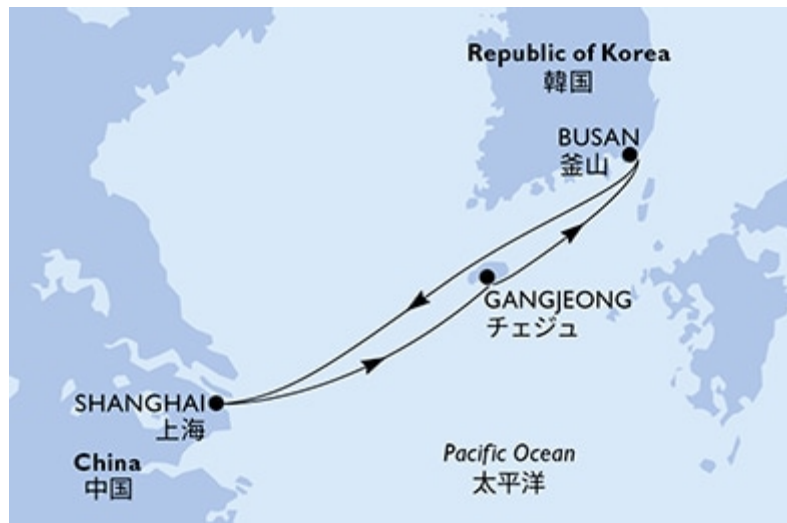 Republic of Korea
韓国
BUSAN
釜山
GANGJEONG
チェジュ
SHANGHAI
上海
China
中国
Pacific Ocean
太平洋